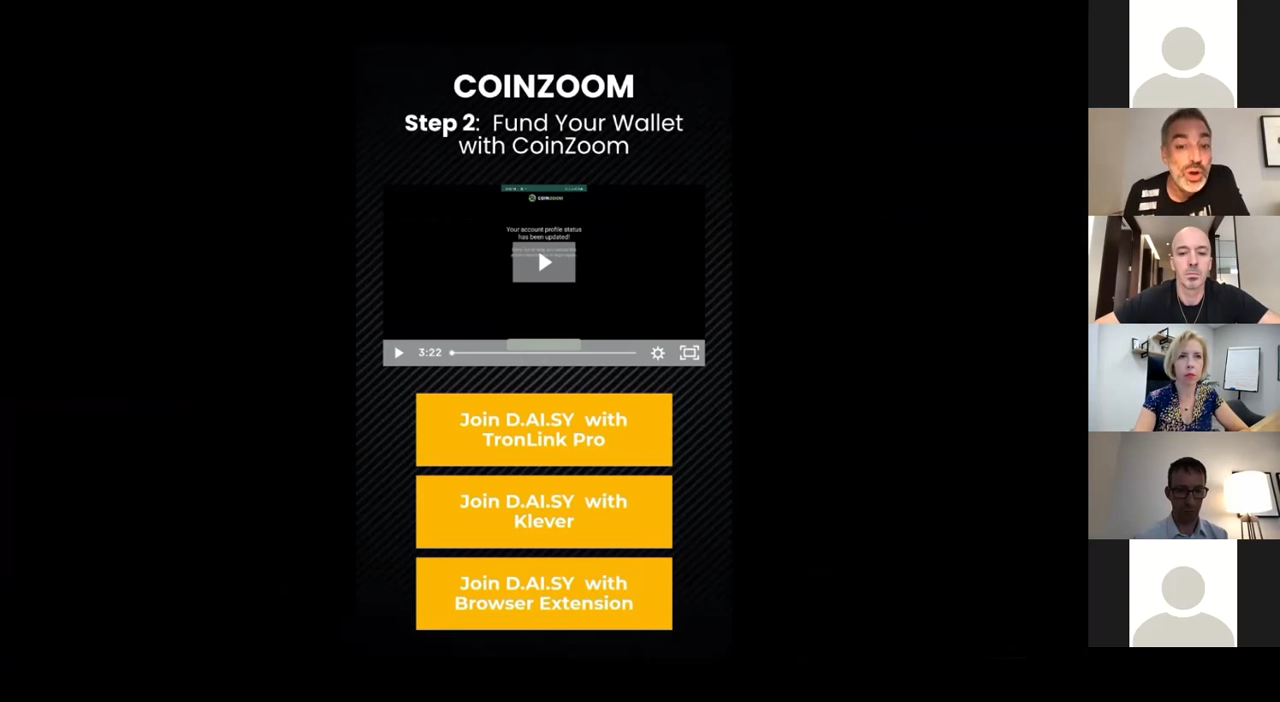 COINZOOM
Step 2: Fund Your Wallet
with CoinZoom
COINZOOM
Your account profile status
has been updated!
3:22
Join D.AI.SY with
TronLink Pro
Join D.AI.SY with
Klever
Join D.AI.SY with
Browser Extension